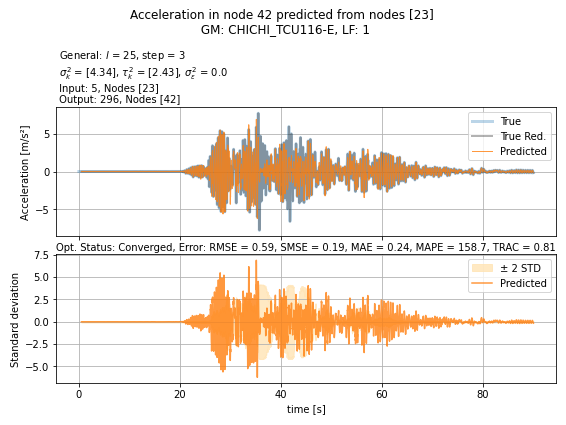 Acceleration in node 42 predicted from nodes [23]
GM: CHICHI_TCU116-E, LF: 1
General: l = 25, step = 3
σ²ₖ = [4.34], τ²ₖ = [2.43], σ²ε = 0.0
Input: 5, Nodes [23]
Output: 296, Nodes [42]
Acceleration [m/s²]
5
0
−5
True
True Red.
Predicted
Opt. Status: Converged, Error: RMSE = 0.59, SMSE = 0.19, MAE = 0.24, MAPE = 158.7, TRAC = 0.81
Standard deviation
7.5
5.0
2.5
0.0
−2.5
−5.0
± 2 STD
Predicted
0 20 40 60 80
time [s]